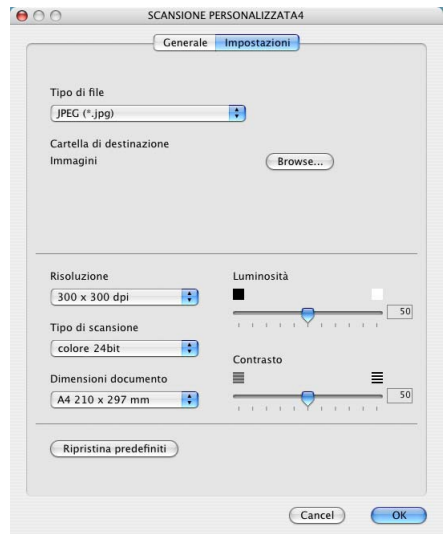 SCANSIONE PERSONALIZZATA4
Generale Impostazioni
Tipo di file
JPEG (*.jpg)
Cartella di destinazione
Immagini Browse...
Risoluzione
300 x 300 dpi
Tipo di scansione
colore 24bit
Dimensioni documento
A4 210 x 297 mm
Luminosità
50
Contrasto
50
Ripristina predefiniti
Cancel OK